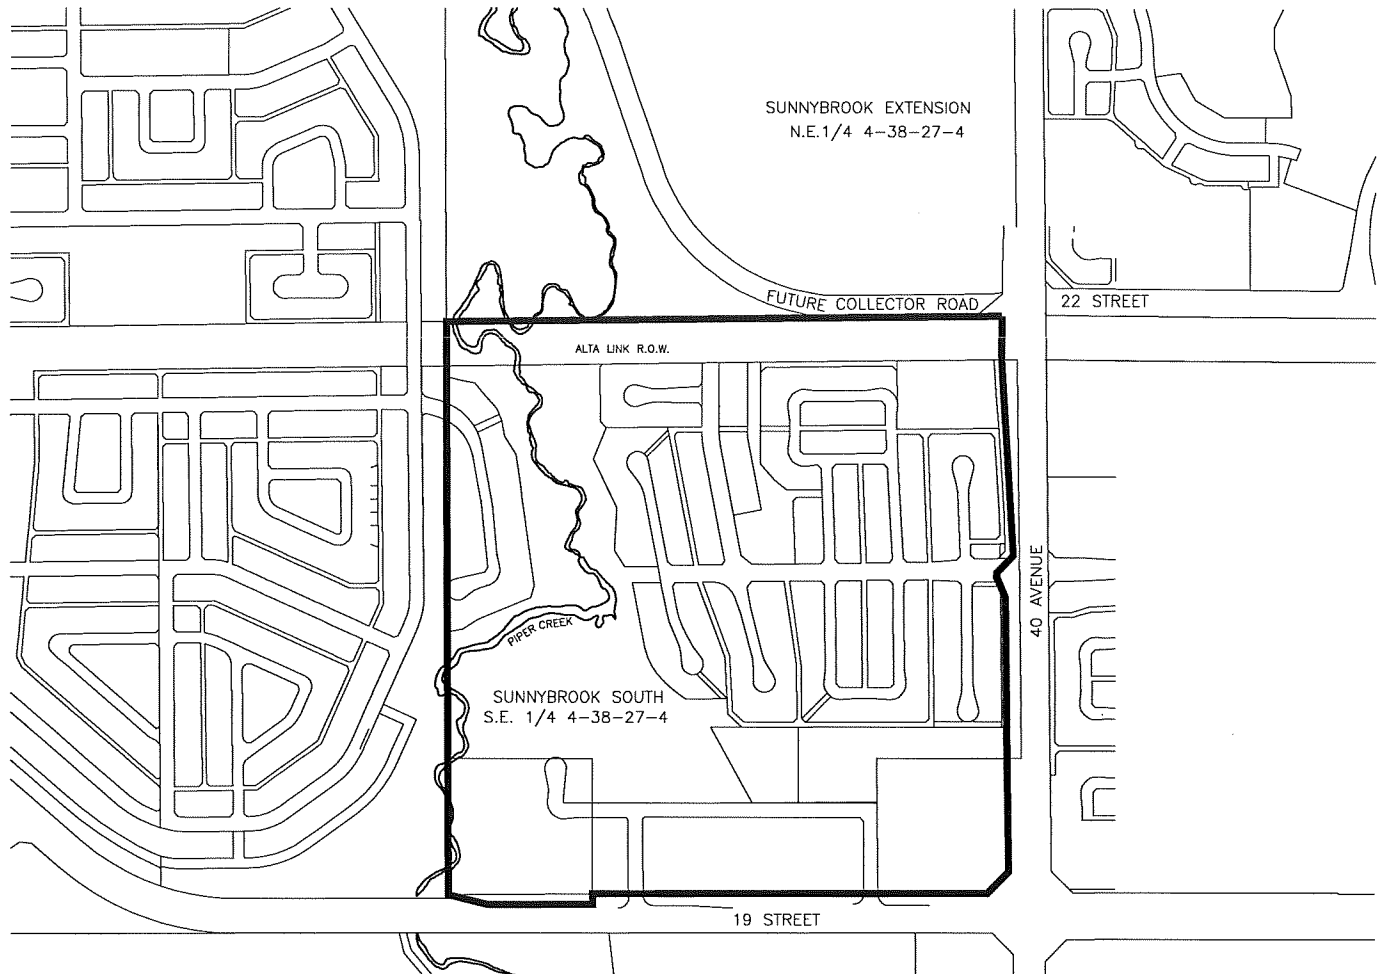 SUNNYBROOK EXTENSION
N.E.1/4 4-38-27-4
FUTURE COLLECTOR ROAD
22 STREET
ALTA LINK R.O.W.
40 AVENUE
PIPER CREEK
SUNNYBROOK SOUTH
S.E. 1/4 4-38-27-4
19 STREET